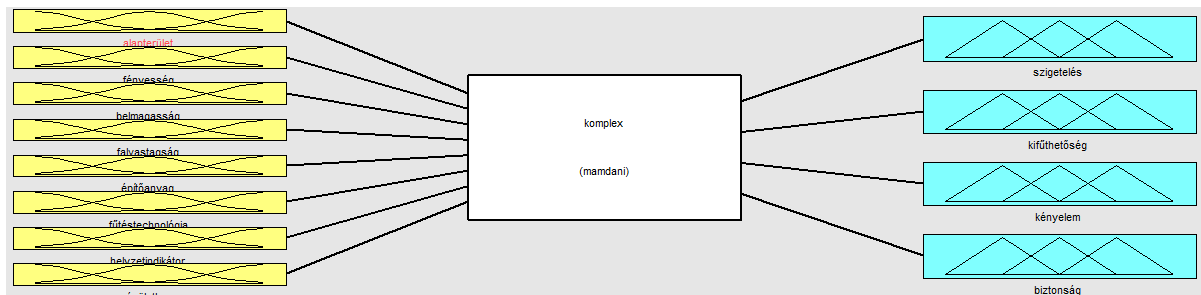 alapterület
fényesség
belmagasság
falvastagság
építőanyag
fűtéstechnológia
helyzetindikátor
komplex
(mamdani)
szigetelés
kifűthetőség
kényelem
biztonság